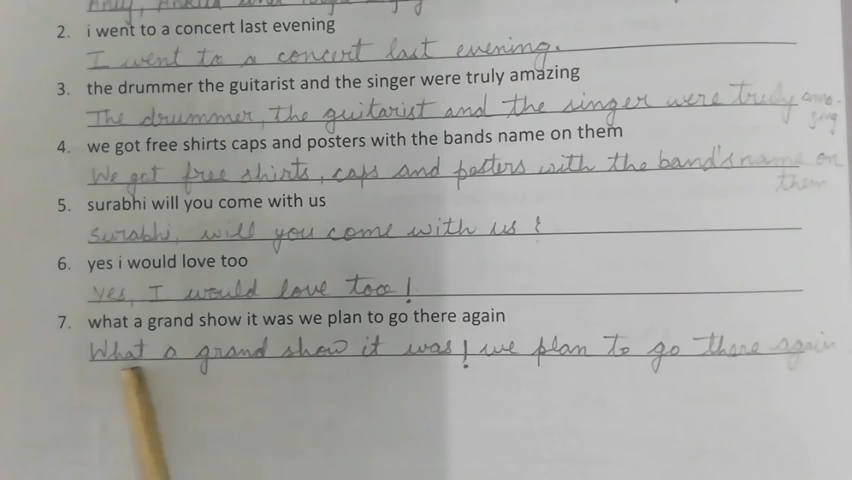 2. i went to a concert last evening
I went to a concert last evening.
3. the drummer the guitarist and the singer were truly amazing
The drummer, the guitarist and the singer were truly ama-
zing
4. we got free shirts caps and posters with the bands name on them
We got free shirts, caps and posters with the band's name on
them
5. surabhi will you come with us
Surabhi, will you come with us ?
6. yes i would love too
Yes, I would love too!
7. what a grand show it was we plan to go there again
What a grand show it was! we plan to go there again